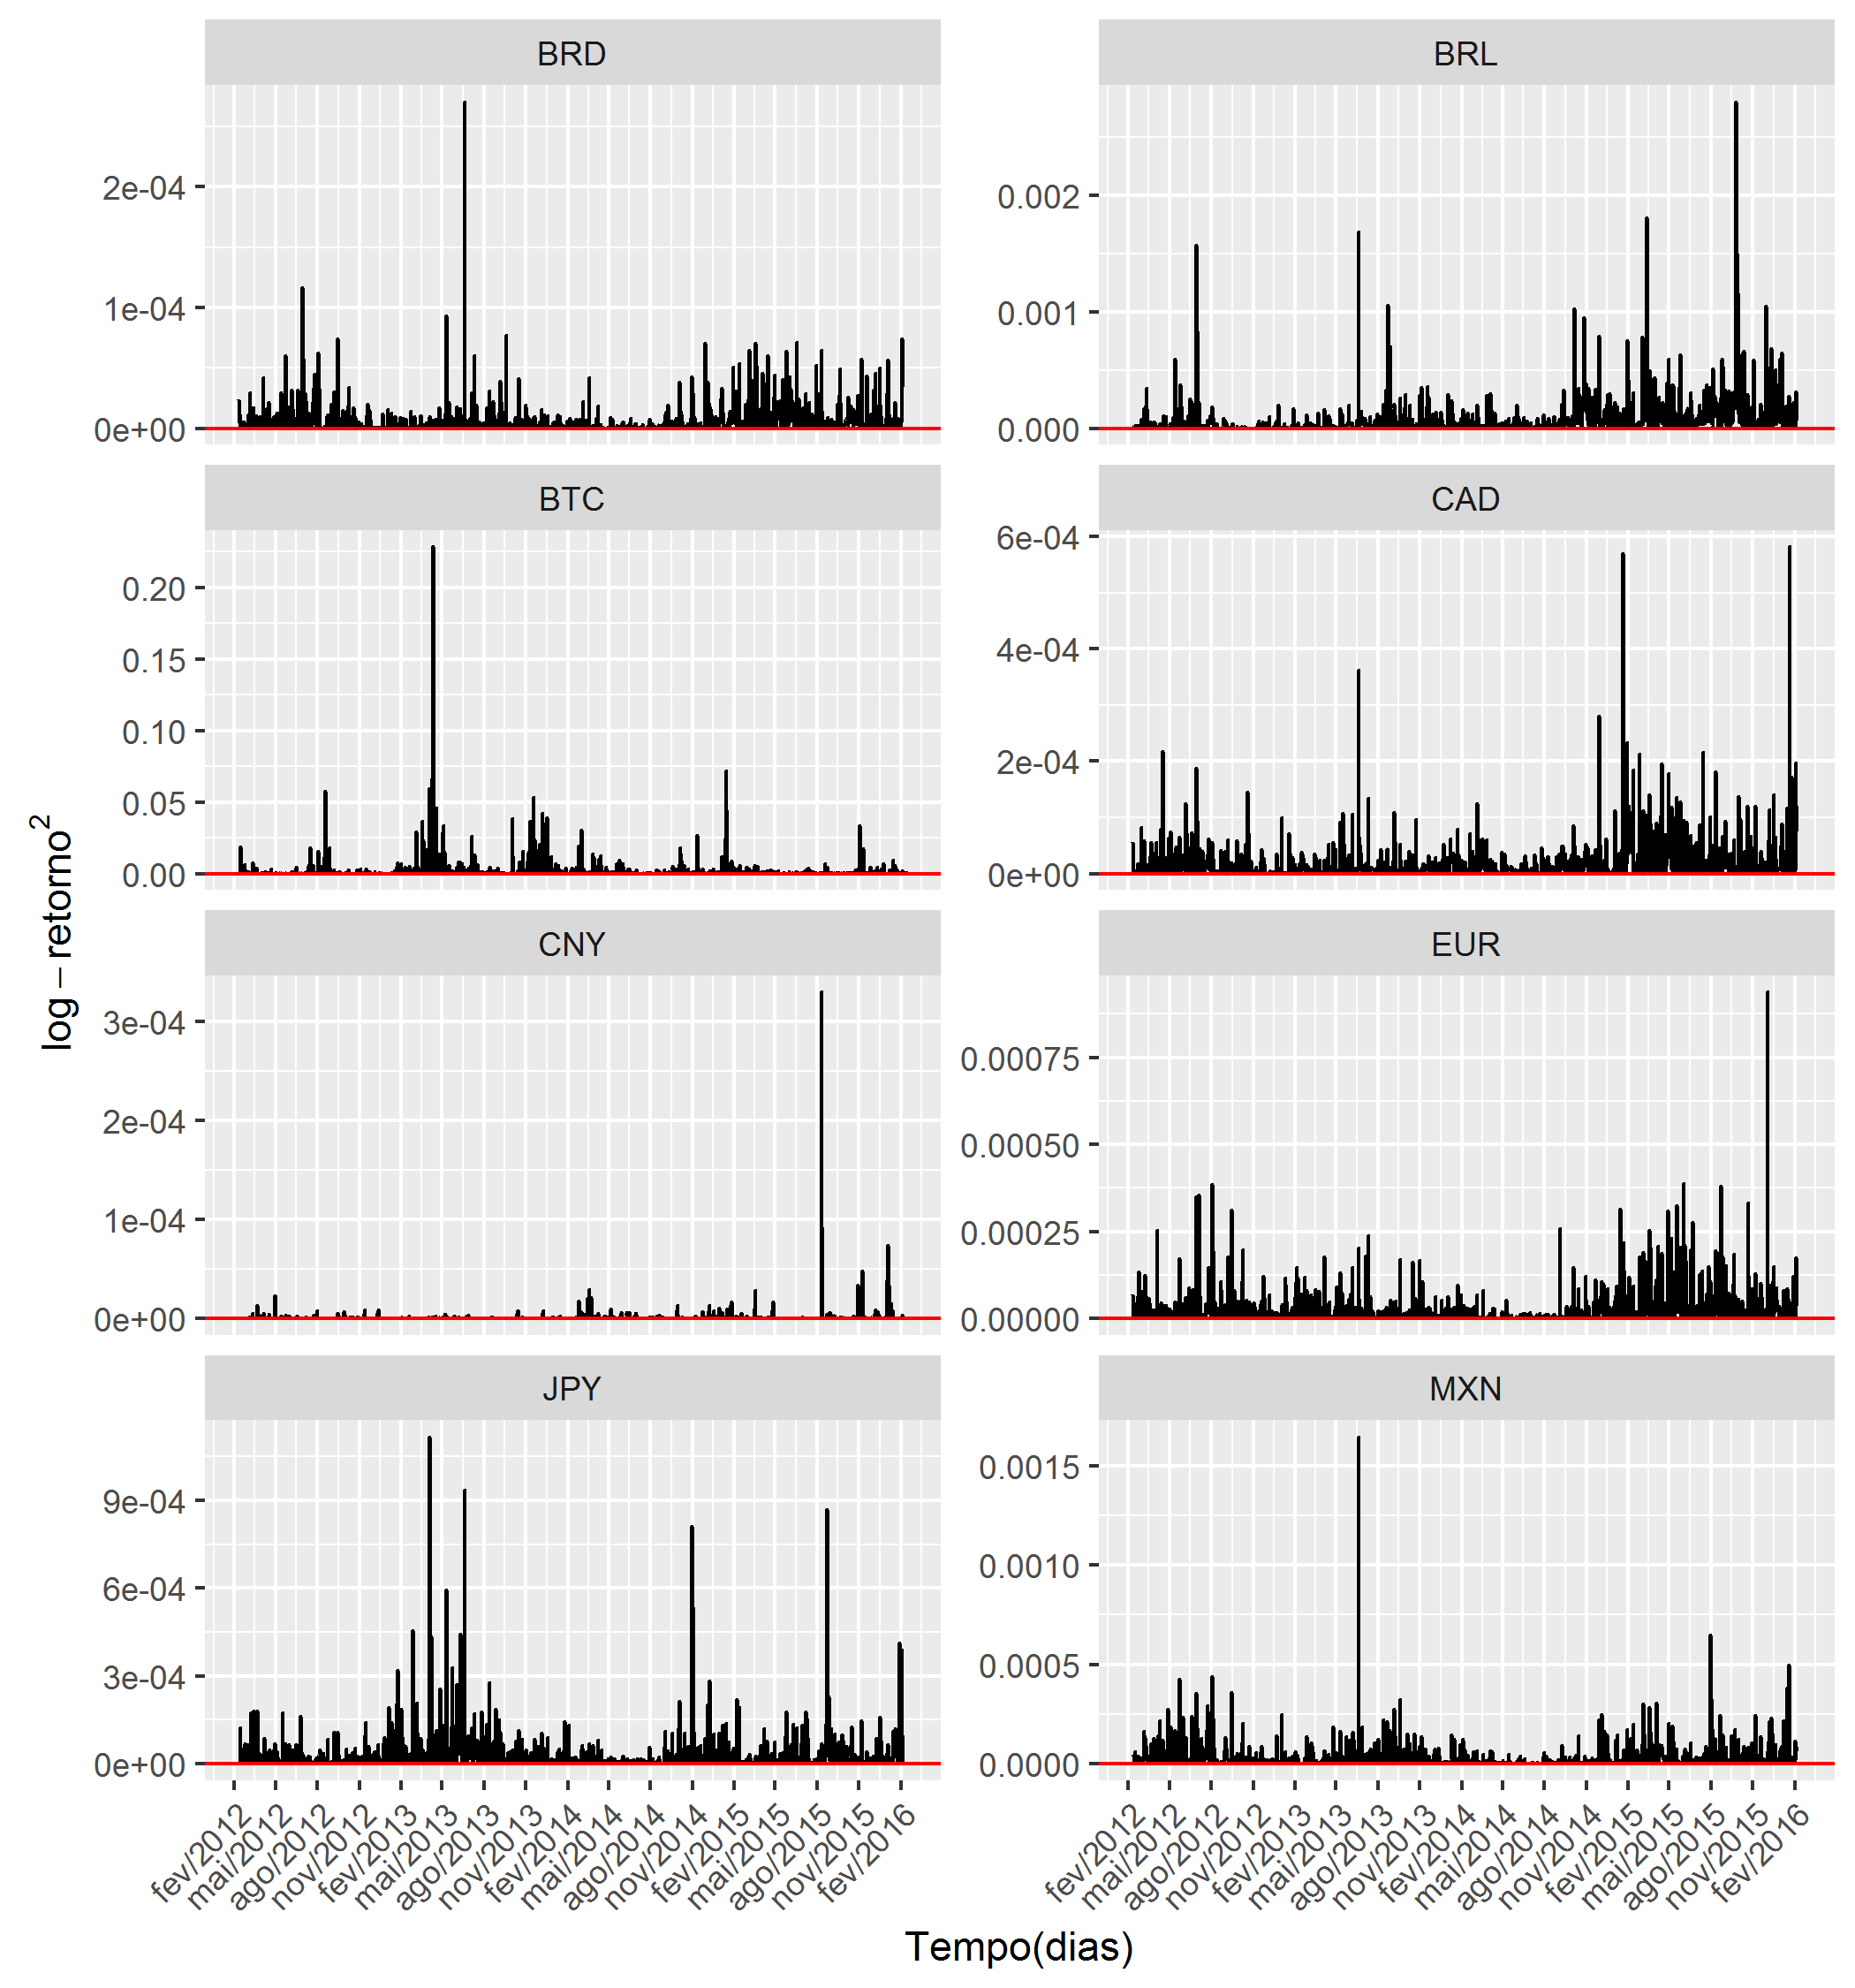 BRD
BRL
2e-04
1e-04
0e+00
0.002
0.001
0.000
BTC
CAD
0.20
0.15
0.10
0.05
0.00
6e-04
4e-04
2e-04
0e+00
CNY
EUR
3e-04
2e-04
1e-04
0e+00
0.00075
0.00050
0.00025
0.00000
JPY
MXN
9e-04
6e-04
3e-04
0e+00
0.0015
0.0010
0.0005
0.0000
fev/2012
mai/2012
ago/2012
nov/2012
fev/2013
mai/2013
ago/2013
nov/2013
fev/2014
mai/2014
ago/2014
nov/2014
fev/2015
mai/2015
ago/2015
nov/2015
fev/2016
fev/2012
mai/2012
ago/2012
nov/2012
fev/2013
mai/2013
ago/2013
nov/2013
fev/2014
mai/2014
ago/2014
nov/2014
fev/2015
mai/2015
ago/2015
nov/2015
fev/2016
log − retorno²
Tempo(dias)